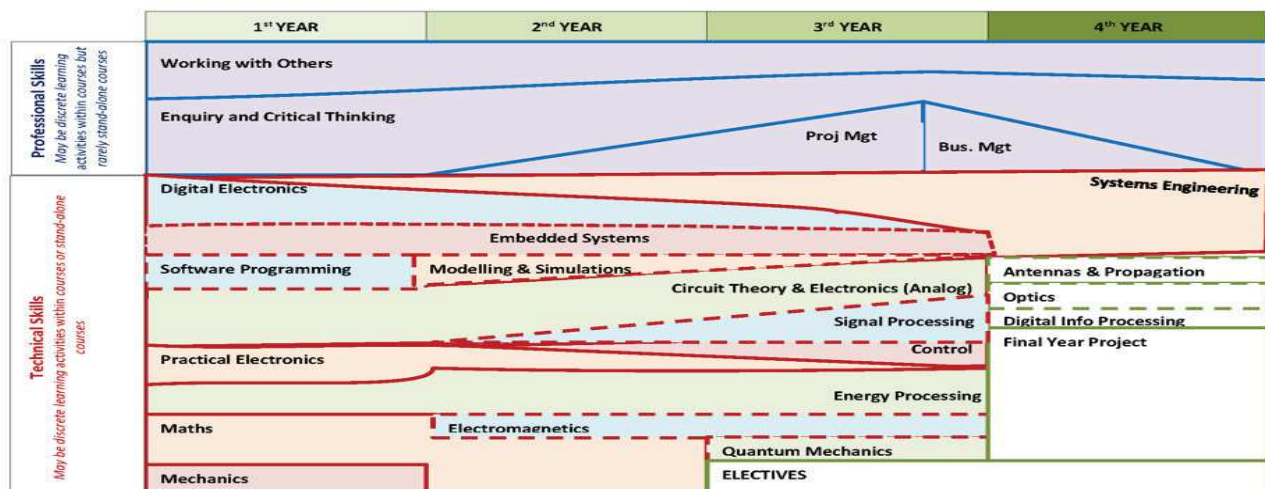 1st YEAR
2nd YEAR
3rd YEAR
4th YEAR
Professional Skills
May be discrete learning
activities within courses but
rarely stand-alone courses
Working with Others
Enquiry and Critical Thinking
Proj Mgt
Bus. Mgt
Technical Skills
May be discrete learning activities within courses or stand-alone
courses
Digital Electronics
Systems Engineering
Embedded Systems
Software Programming
Modelling & Simulations
Antennas & Propagation
Circuit Theory & Electronics (Analog)
Optics
Signal Processing
Digital Info Processing
Control
Final Year Project
Practical Electronics
Energy Processing
Maths
Electromagnetics
Quantum Mechanics
Mechanics
ELECTIVES